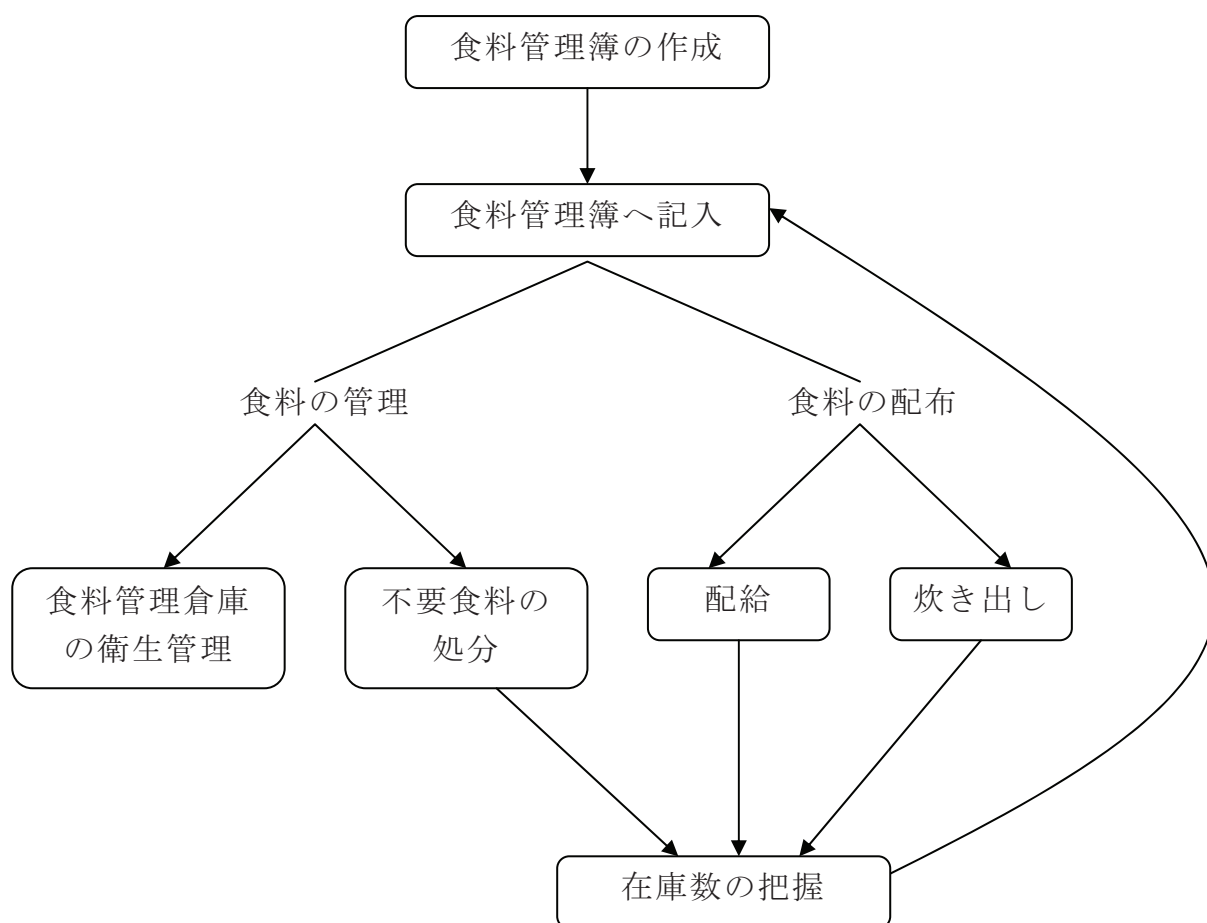 食料管理簿の作成
食料管理簿へ記入
食料の管理
食料の配布
食料管理倉庫
の衛生管理
不要食料の
処分
配給
炊き出し
在庫数の把握